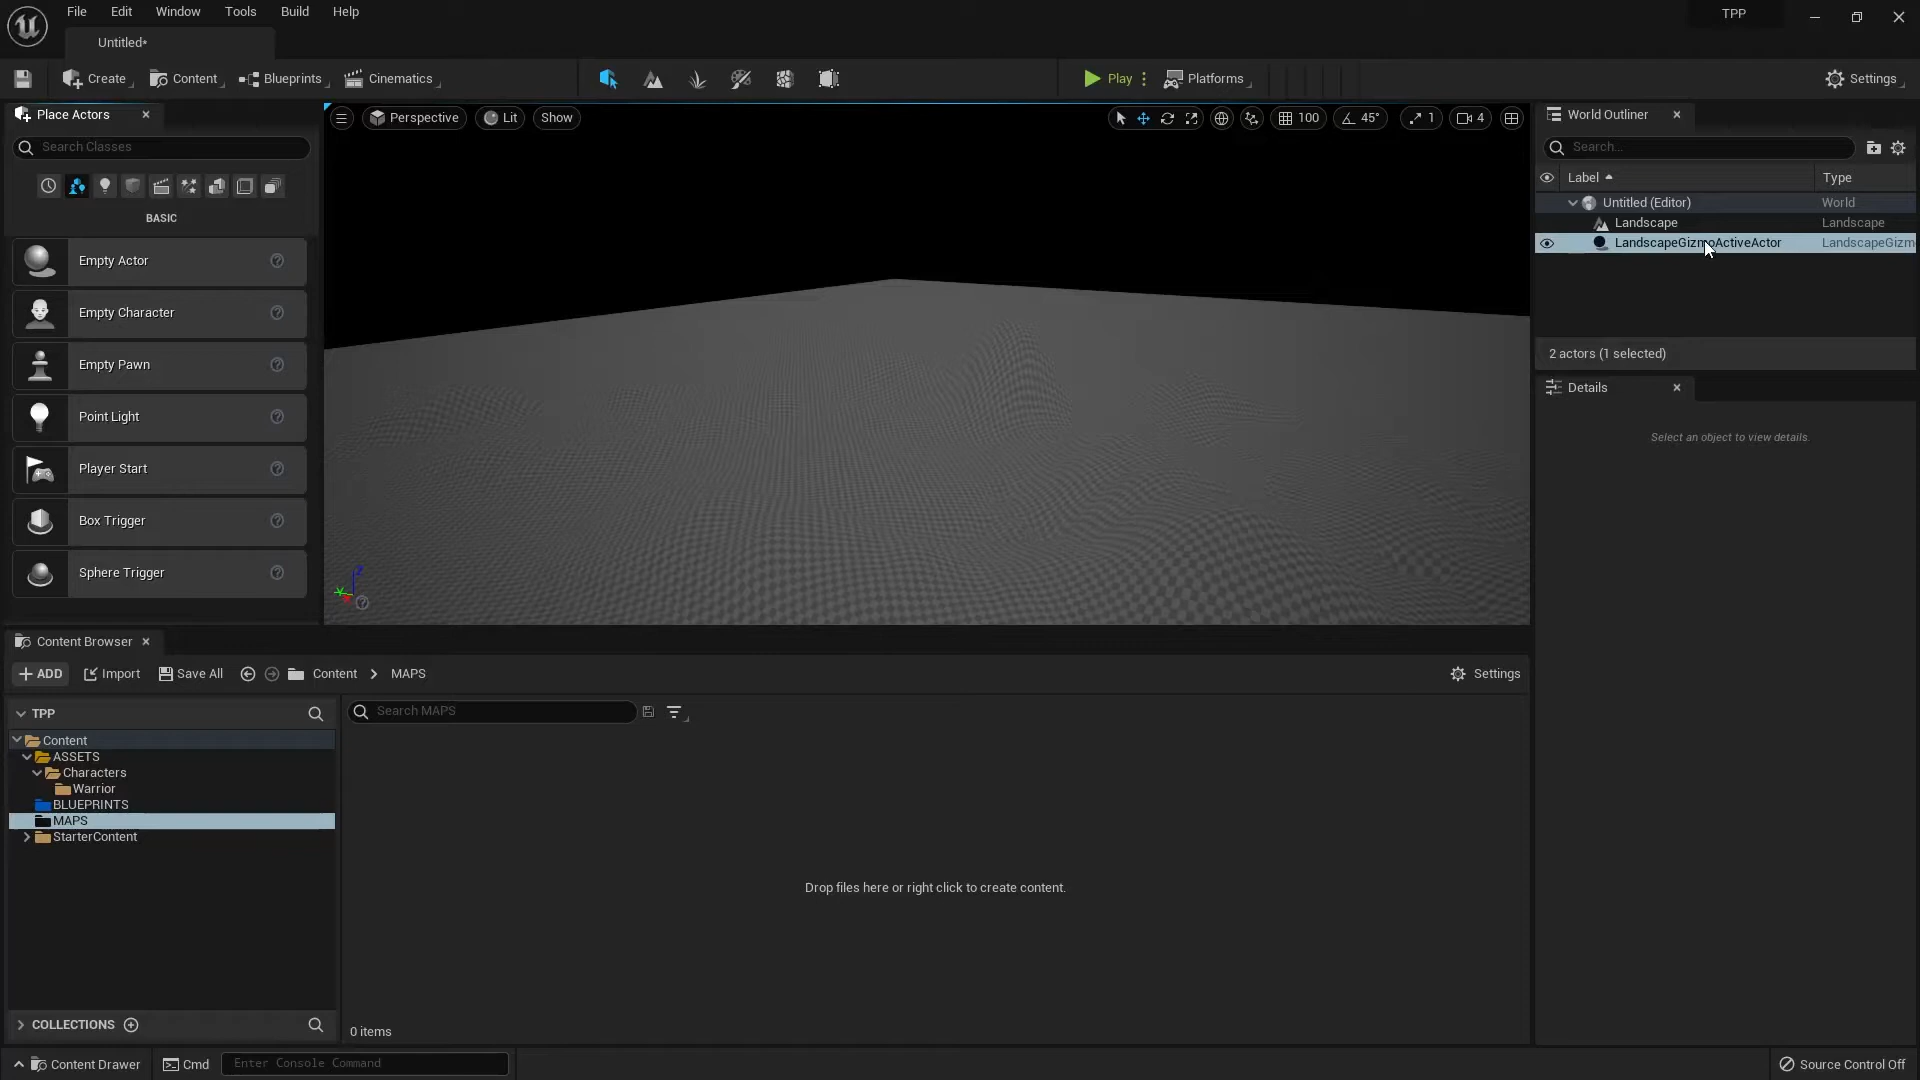 File Edit Window Tools Build Help
TPP
Untitled*
Create Content Blueprints Cinematics Play Platforms Settings
Place Actors
Search Classes
BASIC
Empty Actor
Empty Character
Empty Pawn
Point Light
Player Start
Box Trigger
Sphere Trigger
Perspective Lit Show
100 45° 1 4
World Outliner
Search...
Label Type
Untitled (Editor) World
Landscape Landscape
LandscapeGizmoActiveActor LandscapeGizm
2 actors (1 selected)
Details
Select an object to view details.
Z
Content Browser
ADD Import Save All Content MAPS Settings
TPP
Search MAPS
Content
ASSETS
Characters
Warrior
BLUEPRINTS
MAPS
StarterContent
Drop files here or right click to create content.
COLLECTIONS
0 items
Content Drawer Cmd Enter Console Command Source Control Off